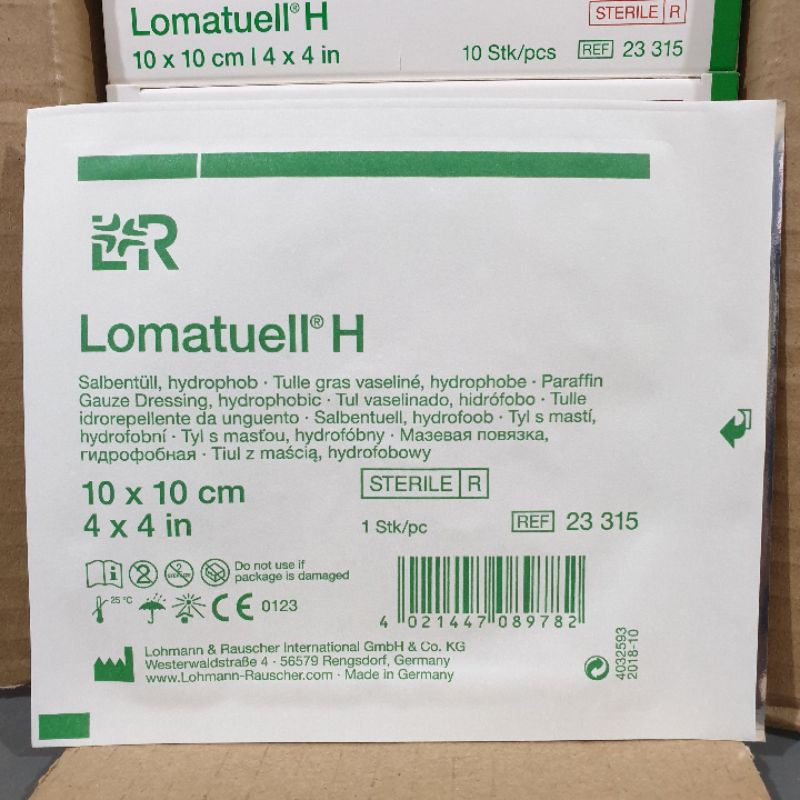 Lomatuell® H
STERILE R
10 x 10 cm | 4 x 4 in
10 Stk/pcs REF 23 315
L&R
Lomatuell® H
Salbentüll, hydrophob · Tulle gras vaseliné, hydrophobe · Paraffin
Gauze Dressing, hydrophobic · Tul vaselinado, hidrófobo · Tulle
idrorepellente da unguento · Salbentuell, hydrofoob · Tyl s mastí,
hydrofobní · Tyl s masťou, hydrofóbny · Мазевая повязка,
гидрофобная · Tiul z maścią, hydrofobowy
10 x 10 cm
STERILE R
4 x 4 in
1 Stk/pc
REF 23 315
Do not use if
package is damaged
25 °C
CE 0123
4 021447 089782
Lohmann & Rauscher International GmbH & Co. KG
Westerwaldstraße 4 · 56579 Rengsdorf, Germany
www.Lohmann-Rauscher.com · Made in Germany
4032593
2018-10